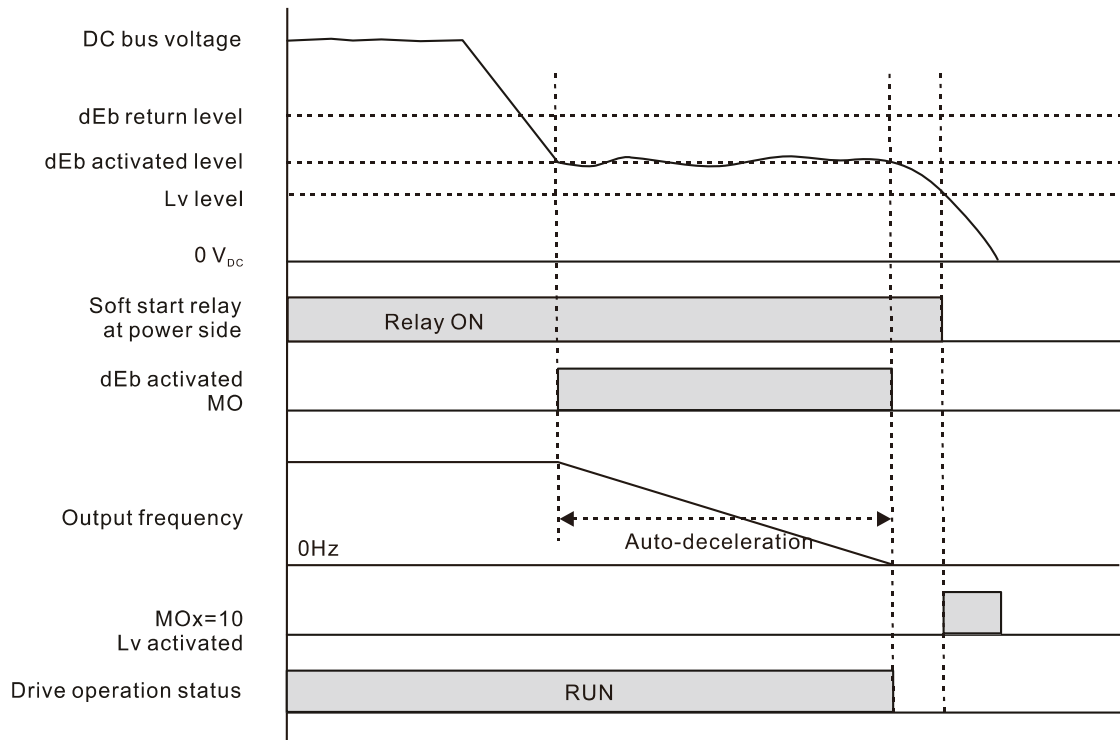 DC bus voltage
dEb return level
dEb activated level
Lv level
0 VDC
Soft start relay
at power side
Relay ON
dEb activated
MO
Output frequency
0Hz
Auto-deceleration
MOx=10
Lv activated
Drive operation status
RUN